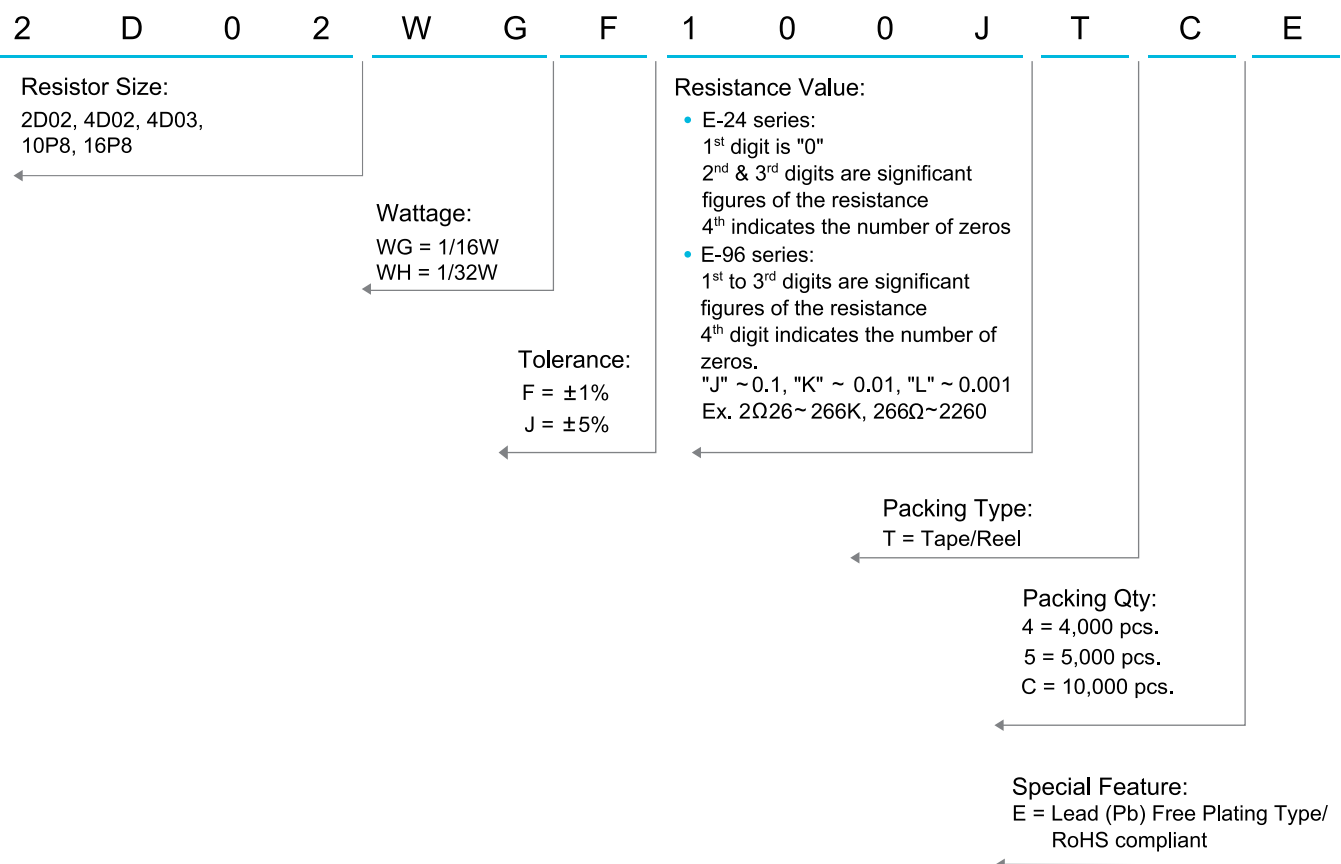 2 D 0 2 W G F 1 0 0 J T C E
Resistor Size:
2D02, 4D02, 4D03,
10P8, 16P8
Wattage:
WG = 1/16W
WH = 1/32W
Tolerance:
F = ±1%
J = ±5%
Resistance Value:
• E-24 series:
1st digit is "0"
2nd & 3rd digits are significant
figures of the resistance
4th indicates the number of zeros
• E-96 series:
1st to 3rd digits are significant
figures of the resistance
4th digit indicates the number of
zeros.
"J" ~ 0.1, "K" ~ 0.01, "L" ~ 0.001
Ex. 2Ω26~ 266K, 266Ω~2260
Packing Type:
T = Tape/Reel
Packing Qty:
4 = 4,000 pcs.
5 = 5,000 pcs.
C = 10,000 pcs.
Special Feature:
E = Lead (Pb) Free Plating Type/
RoHS compliant